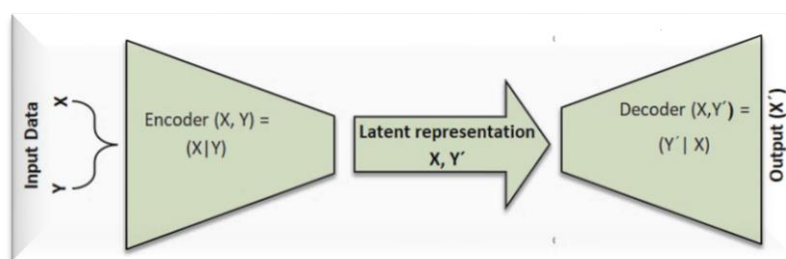 Input Data
X
Y
Encoder (X, Y) =
(X|Y)
Latent representation
X, Y´
Decoder (X,Y´) =
(Y´| X)
Output (X´)